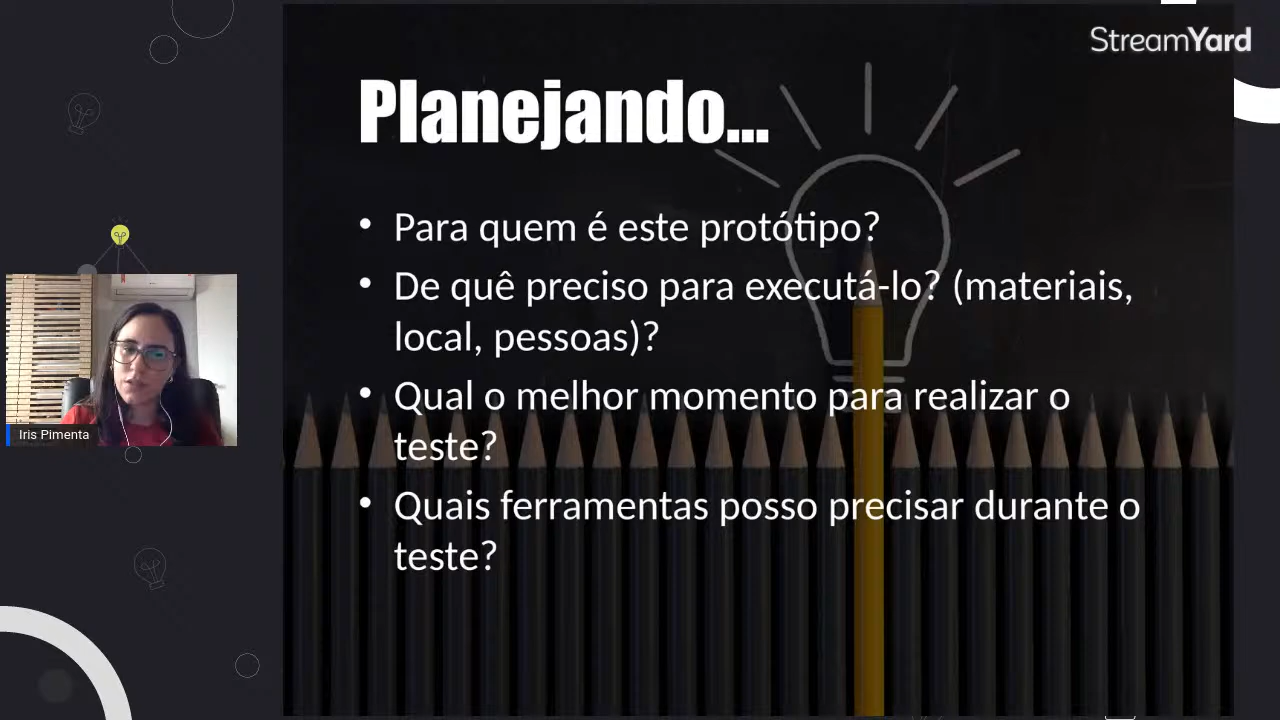 StreamYard
Planejando...
• Para quem é este protótipo?
• De quê preciso para executá-lo? (materiais,
local, pessoas)?
• Qual o melhor momento para realizar o
teste?
• Quais ferramentas posso precisar durante o
teste?
Iris Pimenta